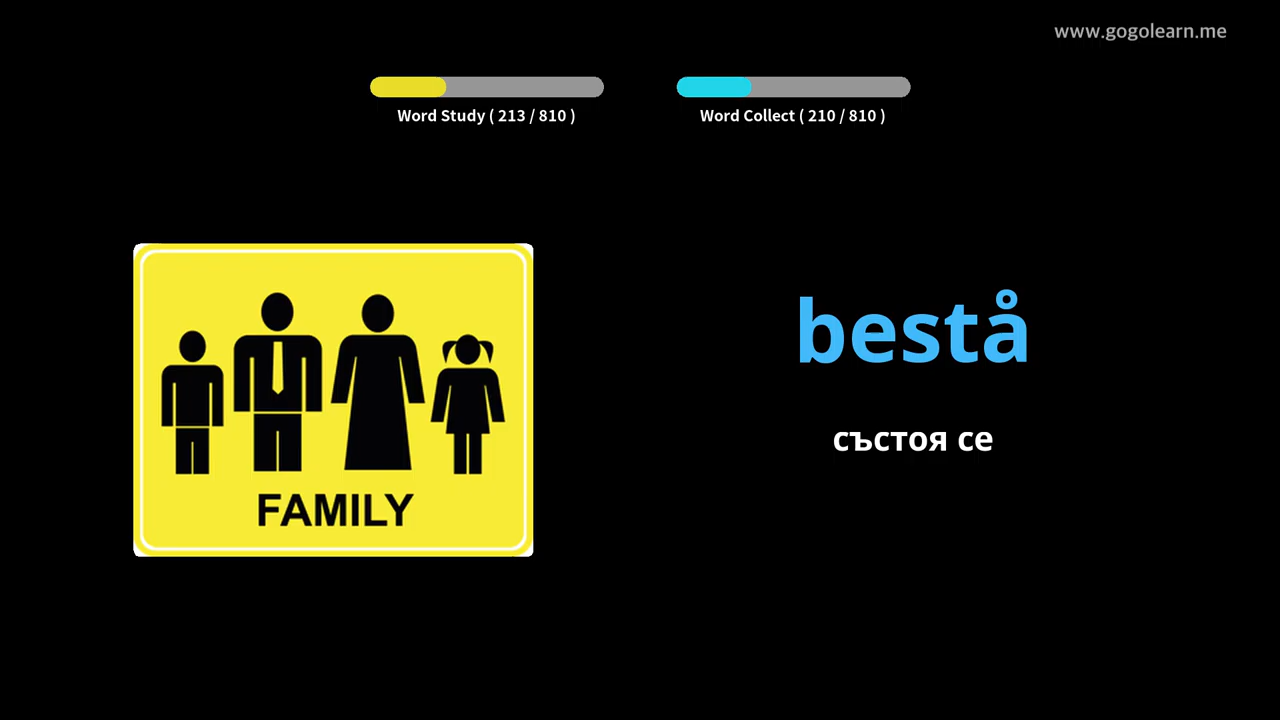 www.gogolearn.me
Word Study ( 213 / 810 )
Word Collect ( 210 / 810 )
FAMILY
bestå
състоя се